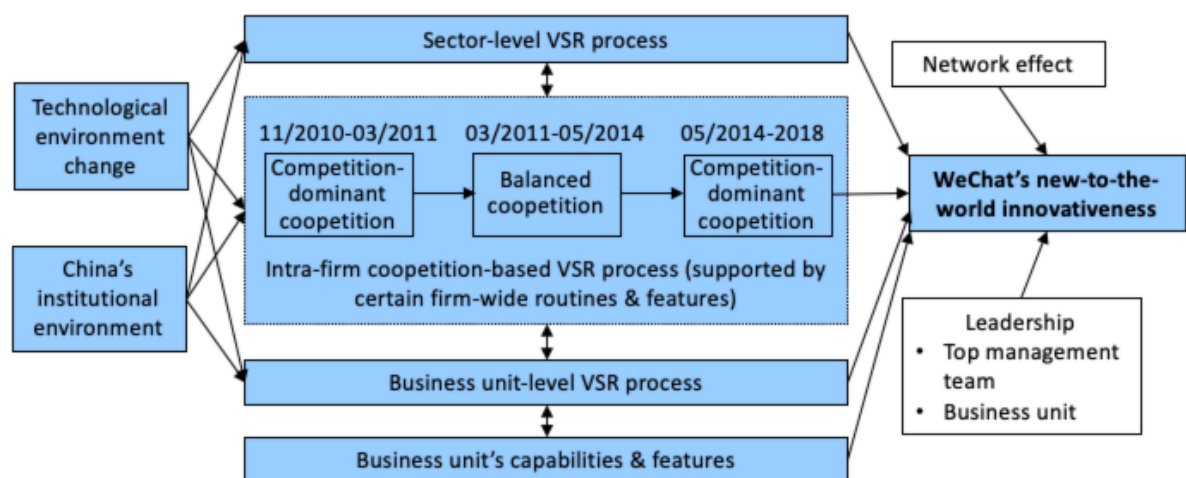 Sector-level VSR process
Network effect
Technological
environment
change
11/2010-03/2011
03/2011-05/2014
05/2014-2018
Competition-
dominant
coopetition
Balanced
coopetition
Competition-
dominant
coopetition
WeChat’s new-to-the-
world innovativeness
China’s
institutional
environment
Intra-firm coopetition-based VSR process (supported by
certain firm-wide routines & features)
Leadership
• Top management
team
• Business unit
Business unit-level VSR process
Business unit’s capabilities & features